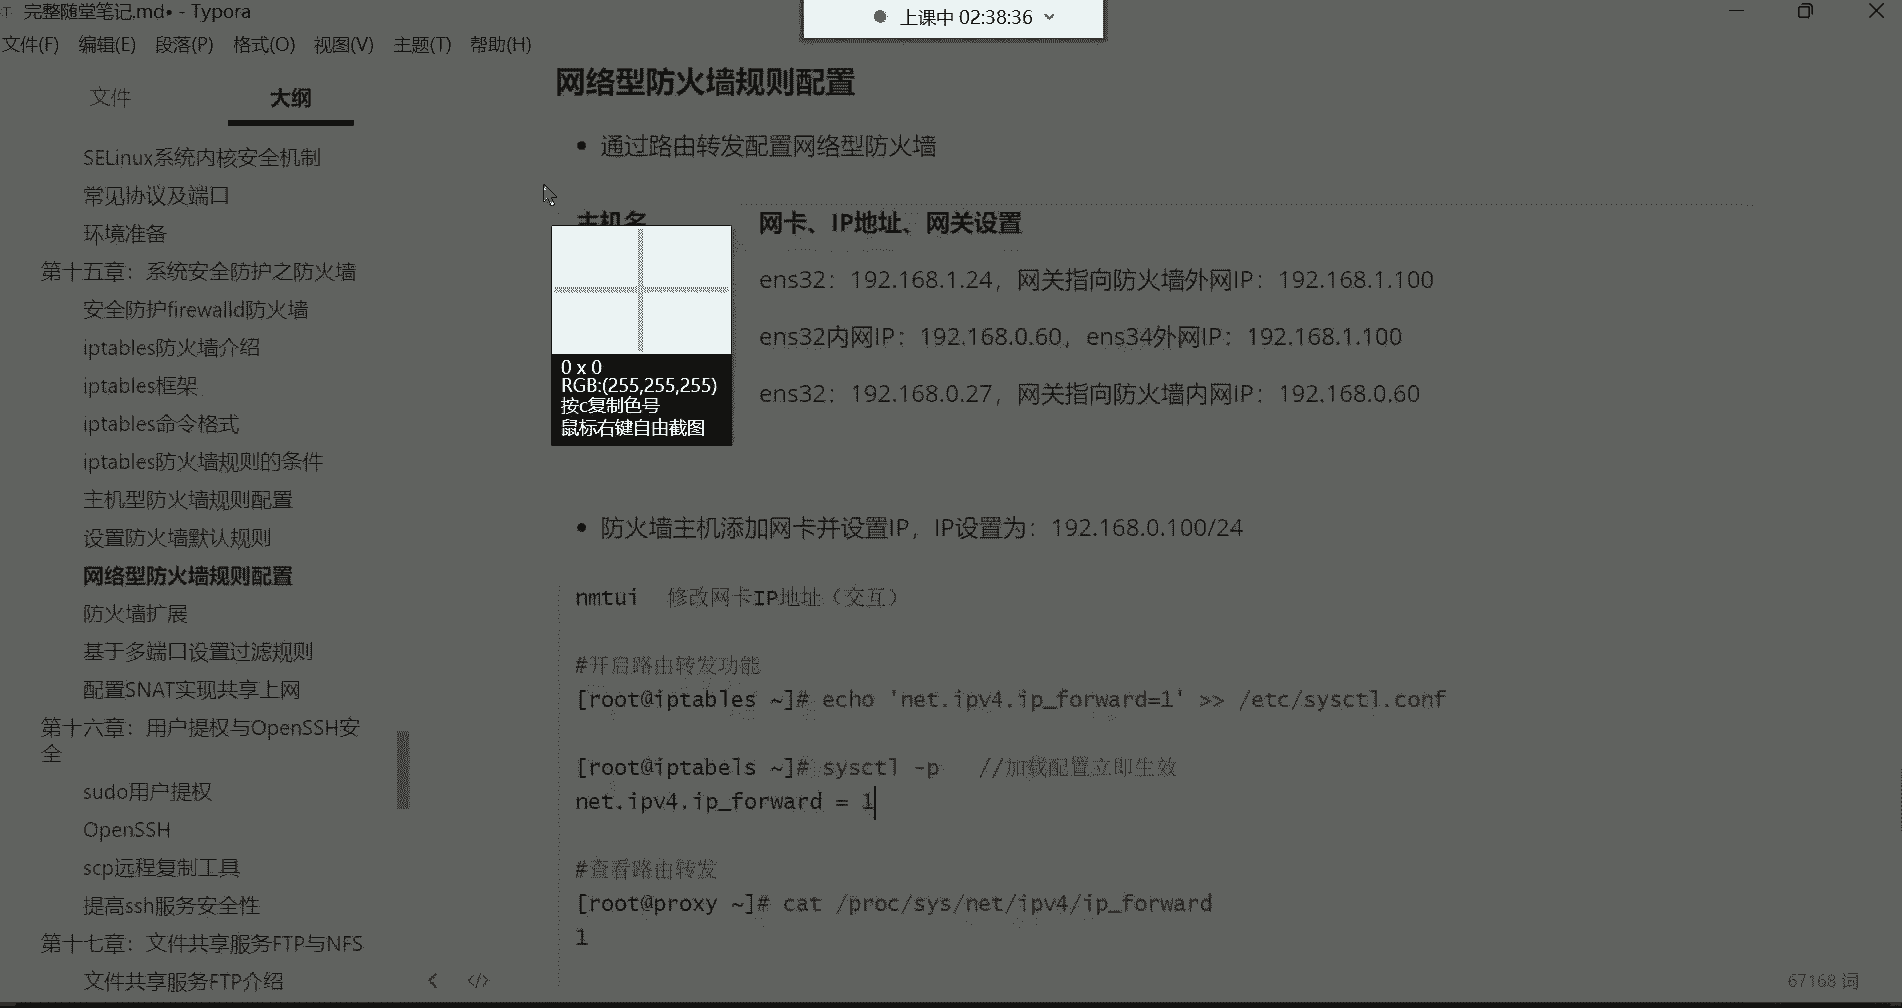 完整随堂笔记.md• - Typora
上课中 02:38:36
文件(F) 编辑(E) 段落(P) 格式(O) 视图(V) 主题(T) 帮助(H)
文件 大纲
SELinux系统内核安全机制
常见协议及端口
环境准备
第十五章：系统安全防护之防火墙
安全防护firewalld防火墙
iptables防火墙介绍
iptables框架
iptables命令格式
iptables防火墙规则的条件
主机型防火墙规则配置
设置防火墙默认规则
网络型防火墙规则配置
防火墙扩展
基于多端口设置过滤规则
配置SNAT实现共享上网
第十六章：用户提权与OpenSSH安
全
sudo用户提权
OpenSSH
scp远程复制工具
提高ssh服务安全性
第十七章：文件共享服务FTP与NFS
文件共享服务FTP介绍
网络型防火墙规则配置
• 通过路由转发配置网络型防火墙
主机名 网卡、IP地址、网关设置
ens32：192.168.1.24，网关指向防火墙外网IP：192.168.1.100
ens32内网IP：192.168.0.60，ens34外网IP：192.168.1.100
ens32：192.168.0.27，网关指向防火墙内网IP：192.168.0.60
0 x 0
RGB:(255,255,255)
按c复制色号
鼠标右键自由截图
• 防火墙主机添加网卡并设置IP，IP设置为：192.168.0.100/24
nmtui 修改网卡IP地址（交互）
#开启路由转发功能
[root@iptables ~]# echo 'net.ipv4.ip_forward=1' >> /etc/sysctl.conf
[root@iptabels ~]# sysctl -p //加载配置立即生效
net.ipv4.ip_forward = 1
#查看路由转发
[root@proxy ~]# cat /proc/sys/net/ipv4/ip_forward
1
67168 词